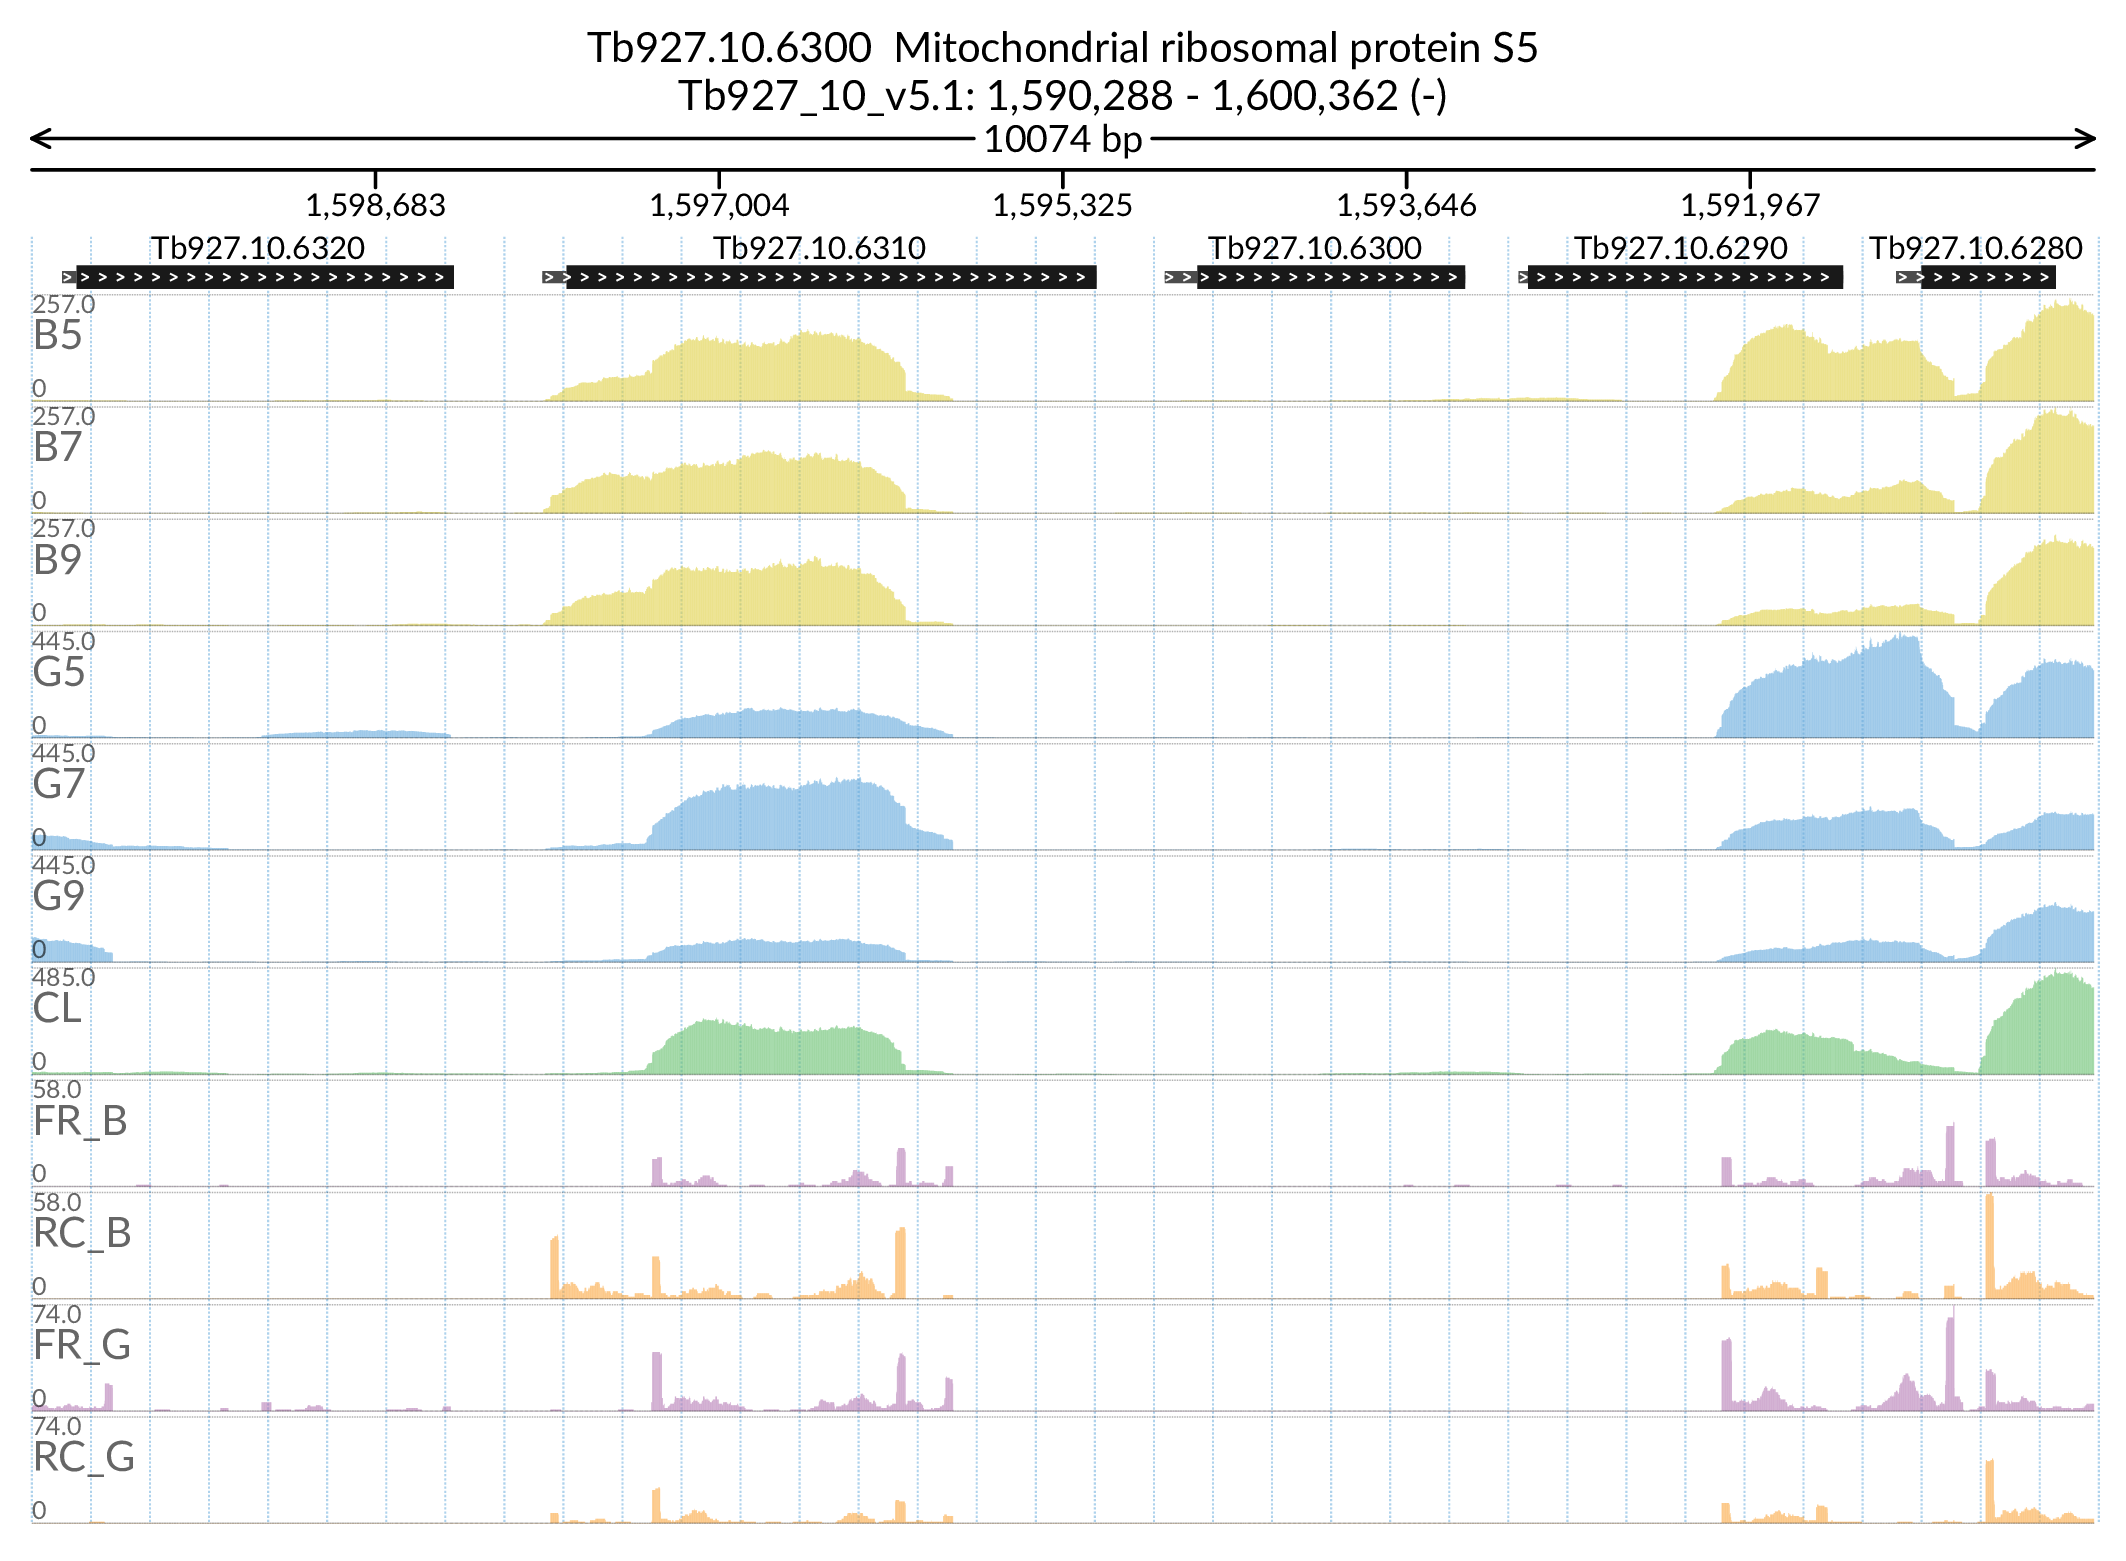 Tb927.10.6300  Mitochondrial ribosomal protein S5
Tb927_10_v5.1: 1,590,288 - 1,600,362 (-)
10074 bp
1,598,683 1,597,004 1,595,325 1,593,646 1,591,967
Tb927.10.6320 Tb927.10.6310 Tb927.10.6300 Tb927.10.6290 Tb927.10.6280
257.0
B5
0
257.0
B7
0
257.0
B9
0
445.0
G5
0
445.0
G7
0
445.0
G9
0
485.0
CL
0
58.0
FR_B
0
58.0
RC_B
0
74.0
FR_G
0
74.0
RC_G
0